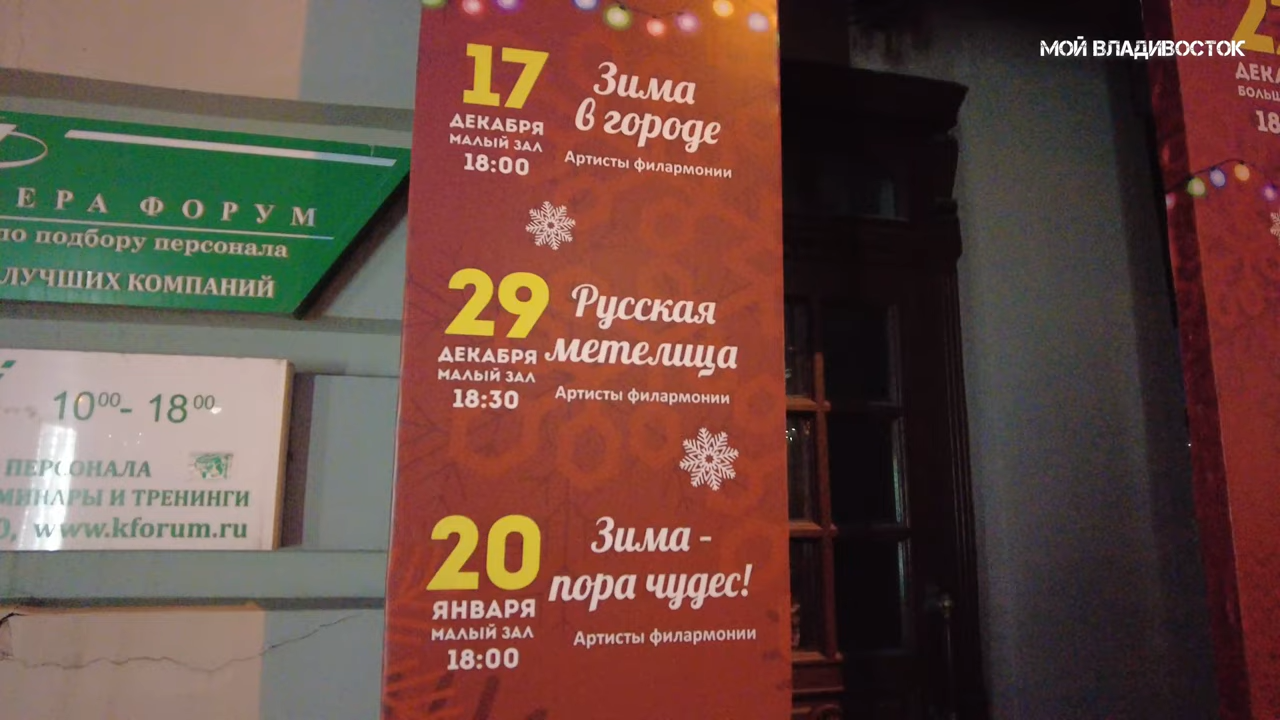 МОЙ ВЛАДИВОСТОК
ЕРА ФОРУМ
по подбору персонала
ЛУЧШИХ КОМПАНИЙ
10⁰⁰- 18⁰⁰
ПЕРСОНАЛА
МИНАРЫ И ТРЕНИНГИ
www.kforum.ru
17
ДЕКАБРЯ
МАЛЫЙ ЗАЛ
18:00
Зима
в городе
Артисты филармонии
29
ДЕКАБРЯ
МАЛЫЙ ЗАЛ
18:30
Русская
метелица
Артисты филармонии
20
ЯНВАРЯ
МАЛЫЙ ЗАЛ
18:00
Зима –
пора чудес!
Артисты филармонии
2
ДЕКА
БОЛЬШ
18